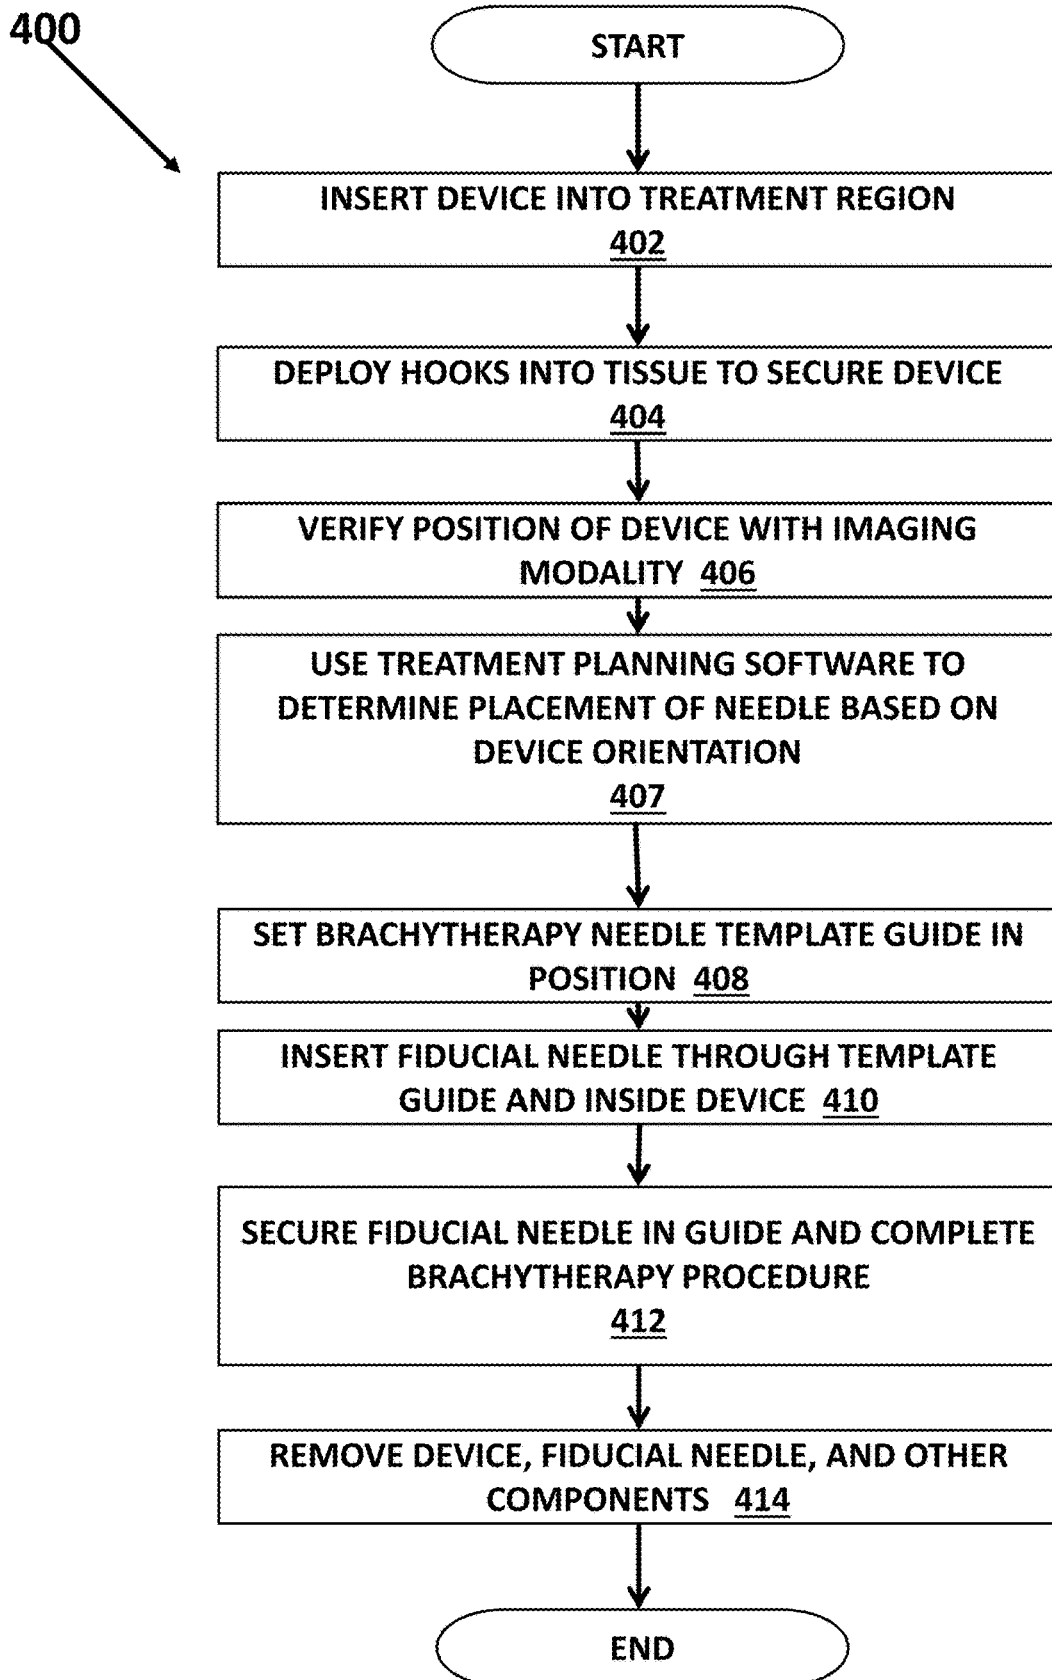 400
START
INSERT DEVICE INTO TREATMENT REGION
402
DEPLOY HOOKS INTO TISSUE TO SECURE DEVICE
404
VERIFY POSITION OF DEVICE WITH IMAGING
MODALITY 406
USE TREATMENT PLANNING SOFTWARE TO
DETERMINE PLACEMENT OF NEEDLE BASED ON
DEVICE ORIENTATION
407
SET BRACHYTHERAPY NEEDLE TEMPLATE GUIDE IN
POSITION 408
INSERT FIDUCIAL NEEDLE THROUGH TEMPLATE
GUIDE AND INSIDE DEVICE 410
SECURE FIDUCIAL NEEDLE IN GUIDE AND COMPLETE
BRACHYTHERAPY PROCEDURE
412
REMOVE DEVICE, FIDUCIAL NEEDLE, AND OTHER
COMPONENTS 414
END